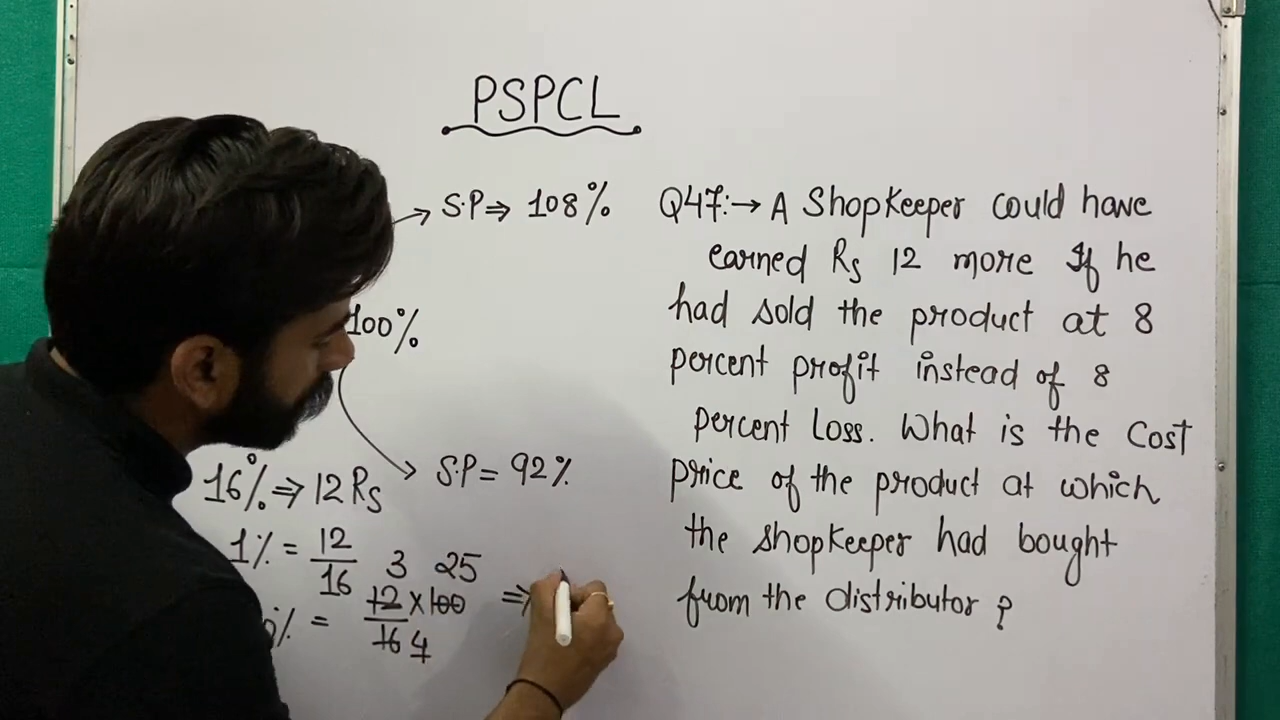 PSPCL
S.P ⇒ 108%
100%
S.P = 92%
16% ⇒ 12 Rs
1% = 12/16
3 25
% = 12 x 100 / 16 ⇒
4
Q47:→ A Shopkeeper could have
earned Rs 12 more If he
had sold the product at 8
percent profit instead of 8
percent Loss. What is the Cost
price of the product at which
the shopkeeper had bought
from the distributor ?